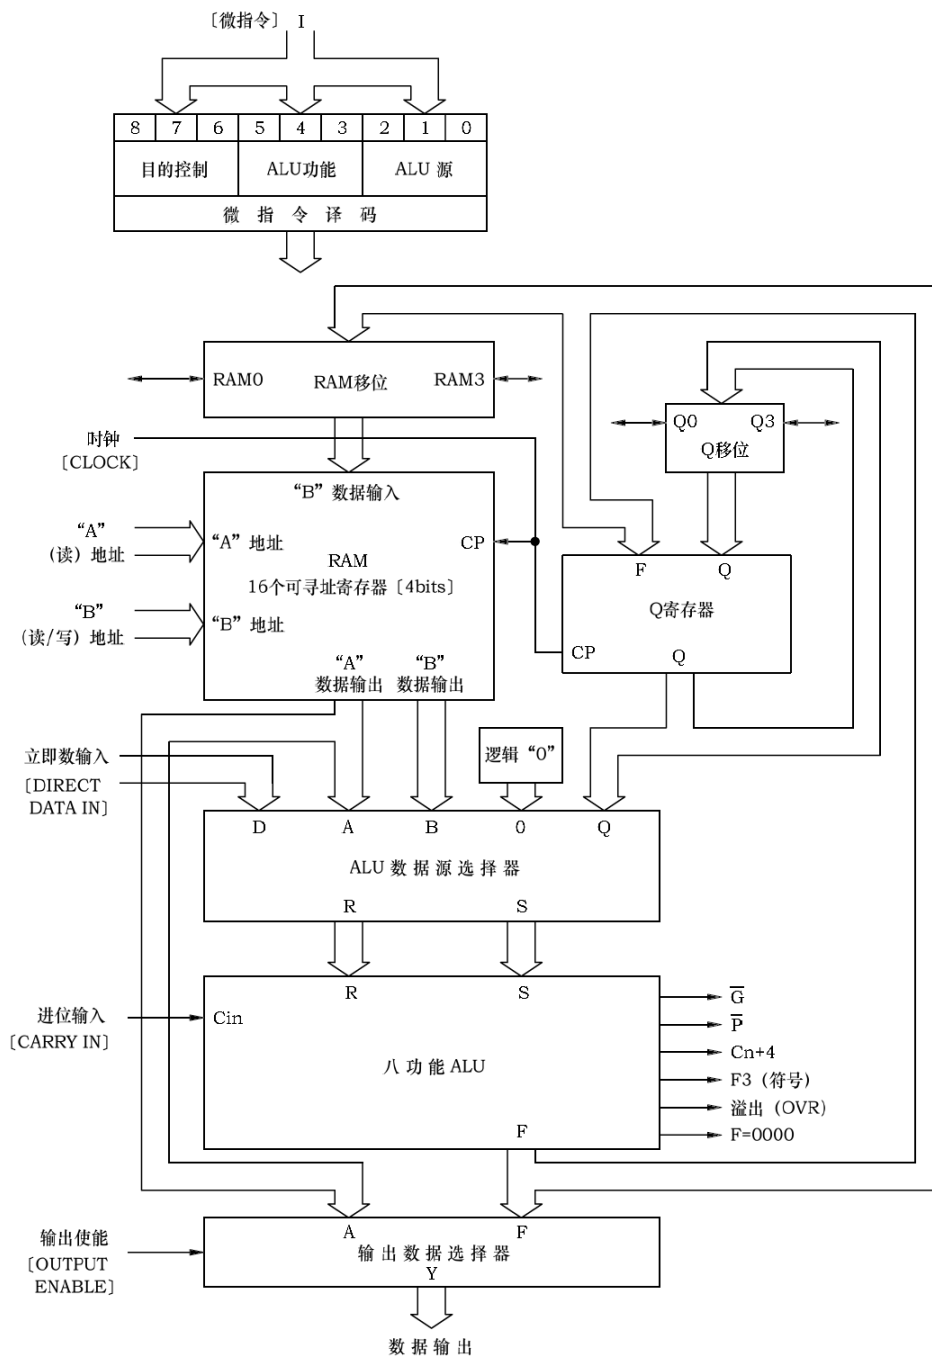 〔微指令〕 I
8 7 6 5 4 3 2 1 0
目的控制 ALU功能 ALU 源
微 指 令 译 码
RAM0 RAM移位 RAM3
Q0 Q3
Q移位
时钟
〔CLOCK〕
“B” 数据输入
“A”
(读) 地址
“A” 地址
CP
RAM
16个可寻址寄存器〔4bits〕
“B”
(读/写) 地址
“B” 地址
“A”
数据输出
“B”
数据输出
F Q
Q寄存器
CP Q
立即数输入
〔DIRECT
DATA IN〕
逻辑 “0”
D A B 0 Q
ALU 数 据 源 选 择 器
R S
R S
进位输入
〔CARRY IN〕
Cin
八 功 能 ALU
F
G̅
P̅
Cn+4
F3 (符号)
溢出 (OVR)
F=0000
输出使能
〔OUTPUT
ENABLE〕
A F
输 出 数 据 选 择 器
Y
数 据 输 出